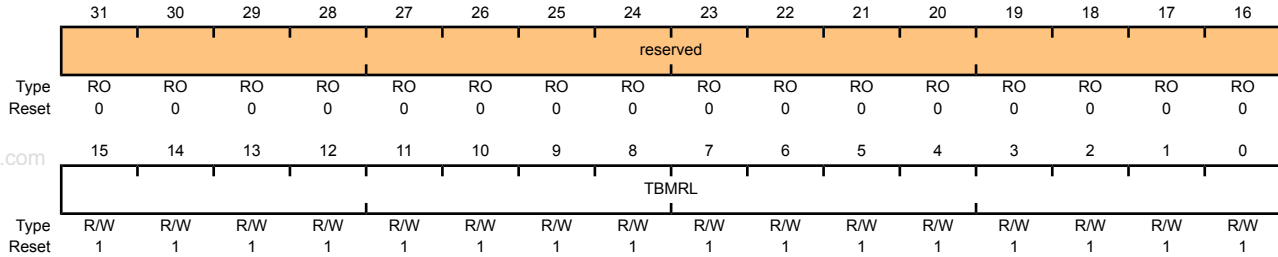 31 30 29 28 27 26 25 24 23 22 21 20 19 18 17 16
reserved
Type RO RO RO RO RO RO RO RO RO RO RO RO RO RO RO RO
Reset 0 0 0 0 0 0 0 0 0 0 0 0 0 0 0 0
.com
15 14 13 12 11 10 9 8 7 6 5 4 3 2 1 0
TBMRL
Type R/W R/W R/W R/W R/W R/W R/W R/W R/W R/W R/W R/W R/W R/W R/W R/W
Reset 1 1 1 1 1 1 1 1 1 1 1 1 1 1 1 1